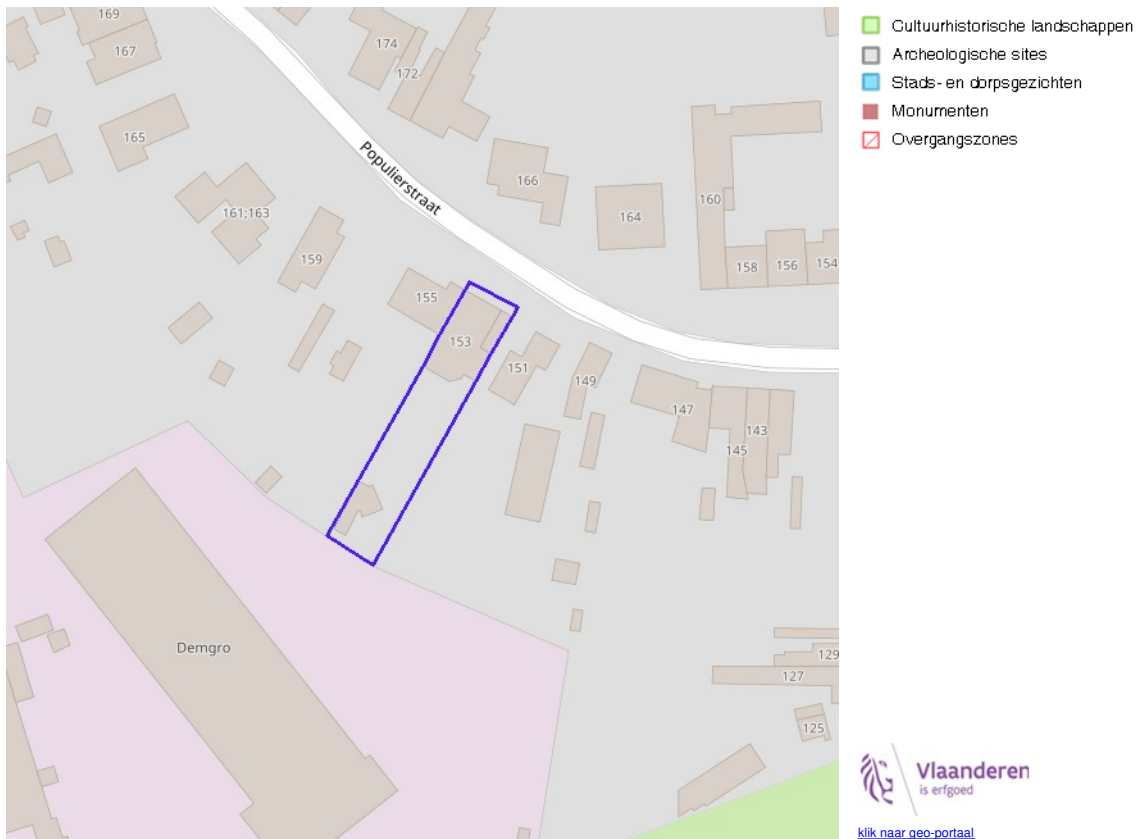 169
167
174
172
165
Populierstraat
166
160
161;163
164
159
158
156
154
155
153
151
149
147
143
145
Demgro
129
127
125
Cultuurhistorische landschappen
Archeologische sites
Stads- en dorpsgezichten
Monumenten
Overgangszones
Vlaanderen
is erfgoed
klik naar geo-portaal